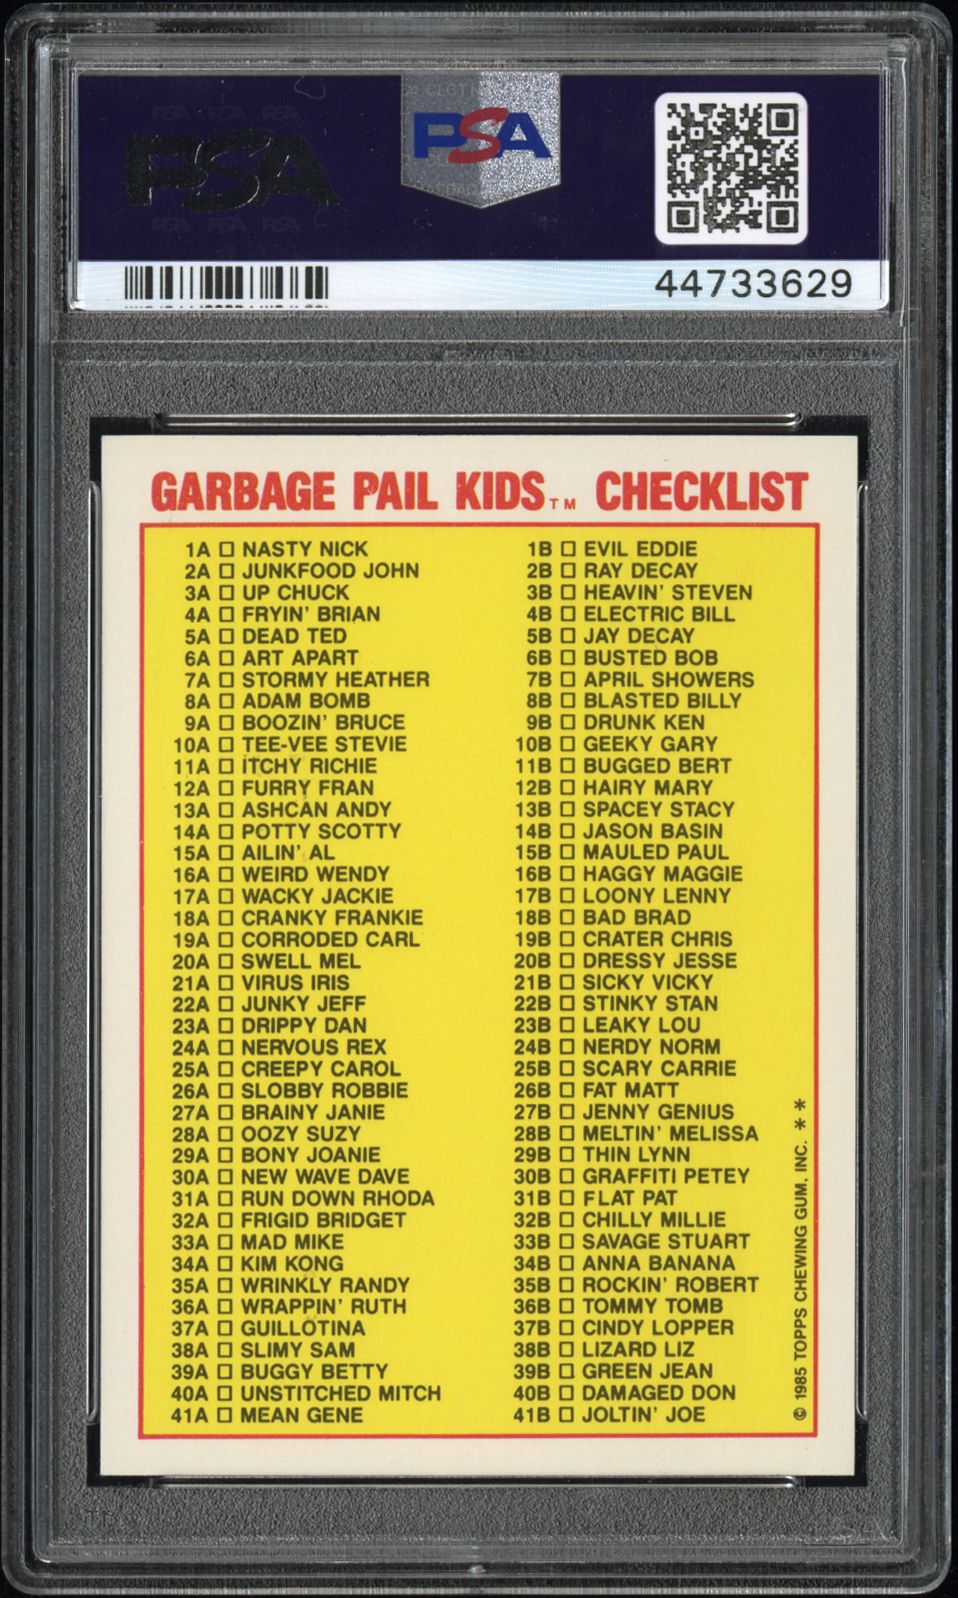 PSA
PSA
44733629
GARBAGE PAIL KIDS™ CHECKLIST
1A □ NASTY NICK 1B □ EVIL EDDIE
2A □ JUNKFOOD JOHN 2B □ RAY DECAY
3A □ UP CHUCK 3B □ HEAVIN' STEVEN
4A □ FRYIN' BRIAN 4B □ ELECTRIC BILL
5A □ DEAD TED 5B □ JAY DECAY
6A □ ART APART 6B □ BUSTED BOB
7A □ STORMY HEATHER 7B □ APRIL SHOWERS
8A □ ADAM BOMB 8B □ BLASTED BILLY
9A □ BOOZIN' BRUCE 9B □ DRUNK KEN
10A □ TEE-VEE STEVIE 10B □ GEEKY GARY
11A □ ITCHY RICHIE 11B □ BUGGED BERT
12A □ FURRY FRAN 12B □ HAIRY MARY
13A □ ASHCAN ANDY 13B □ SPACEY STACY
14A □ POTTY SCOTTY 14B □ JASON BASIN
15A □ AILIN' AL 15B □ MAULED PAUL
16A □ WEIRD WENDY 16B □ HAGGY MAGGIE
17A □ WACKY JACKIE 17B □ LOONY LENNY
18A □ CRANKY FRANKIE 18B □ BAD BRAD
19A □ CORRODED CARL 19B □ CRATER CHRIS
20A □ SWELL MEL 20B □ DRESSY JESSE
21A □ VIRUS IRIS 21B □ SICKY VICKY
22A □ JUNKY JEFF 22B □ STINKY STAN
23A □ DRIPPY DAN 23B □ LEAKY LOU
24A □ NERVOUS REX 24B □ NERDY NORM
25A □ CREEPY CAROL 25B □ SCARY CARRIE
26A □ SLOBBY ROBBIE 26B □ FAT MATT
27A □ BRAINY JANIE 27B □ JENNY GENIUS
28A □ OOZY SUZY 28B □ MELTIN' MELISSA
29A □ BONY JOANIE 29B □ THIN LYNN
30A □ NEW WAVE DAVE 30B □ GRAFFITI PETEY
31A □ RUN DOWN RHODA 31B □ FLAT PAT
32A □ FRIGID BRIDGET 32B □ CHILLY MILLIE
33A □ MAD MIKE 33B □ SAVAGE STUART
34A □ KIM KONG 34B □ ANNA BANANA
35A □ WRINKLY RANDY 35B □ ROCKIN' ROBERT
36A □ WRAPPIN' RUTH 36B □ TOMMY TOMB
37A □ GUILLOTINA 37B □ CINDY LOPPER
38A □ SLIMY SAM 38B □ LIZARD LIZ
39A □ BUGGY BETTY 39B □ GREEN JEAN
40A □ UNSTITCHED MITCH 40B □ DAMAGED DON
41A □ MEAN GENE 41B □ JOLTIN' JOE
© 1985 TOPPS CHEWING GUM, INC. **